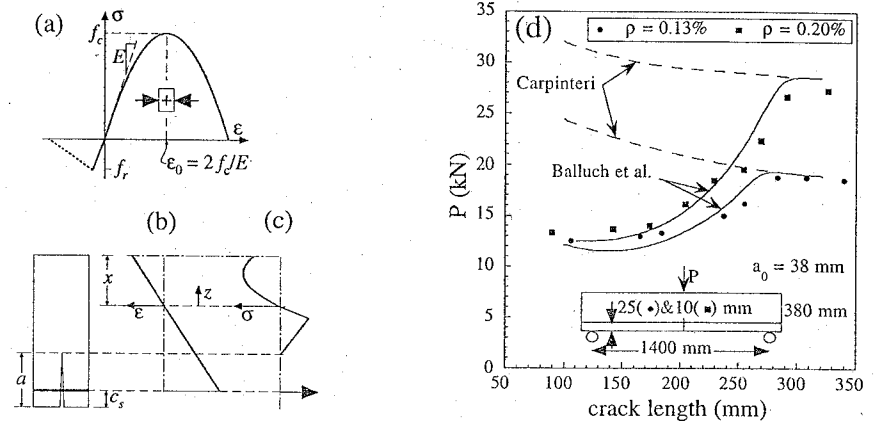 (a)
σ
f_c
E
ε
ε₀ = 2 f_c/E
f_r
(b)
(c)
x
ε
z
σ
a
c_s
(d)
• ρ = 0.13% ■ ρ = 0.20%
Carpinteri
Balluch et al.
a₀ = 38 mm
P
25(•)&10(■) mm
380 mm
1400 mm
P (kN)
35
30
25
20
15
10
5
0
50 100 150 200 250 300 350
crack length (mm)